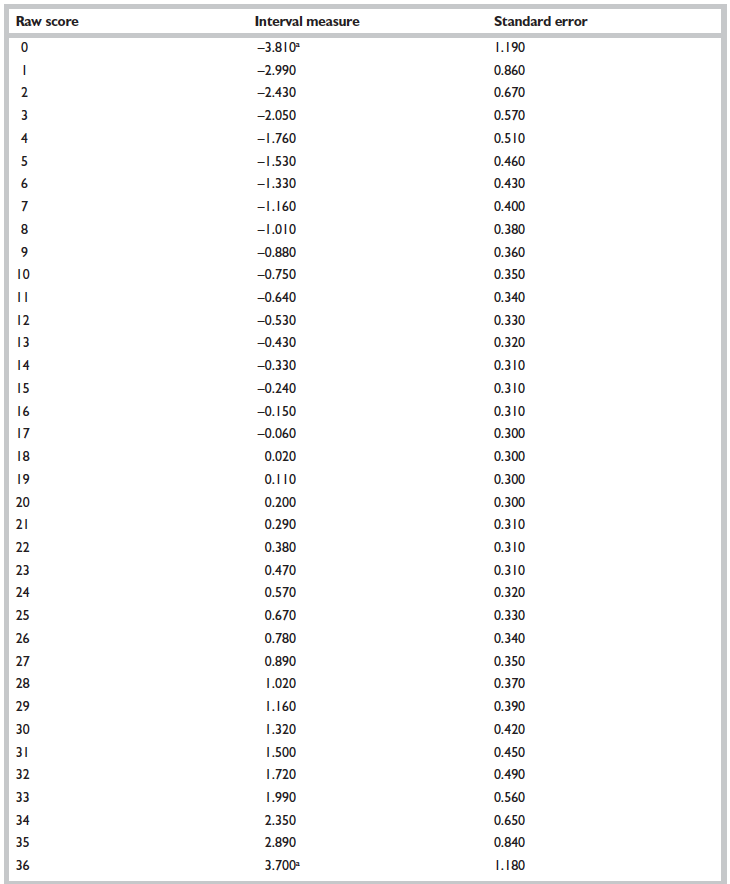 Raw score Interval measure Standard error
0 –3.810ᵃ 1.190
1 –2.990 0.860
2 –2.430 0.670
3 –2.050 0.570
4 –1.760 0.510
5 –1.530 0.460
6 –1.330 0.430
7 –1.160 0.400
8 –1.010 0.380
9 –0.880 0.360
10 –0.750 0.350
11 –0.640 0.340
12 –0.530 0.330
13 –0.430 0.320
14 –0.330 0.310
15 –0.240 0.310
16 –0.150 0.310
17 –0.060 0.300
18 0.020 0.300
19 0.110 0.300
20 0.200 0.300
21 0.290 0.310
22 0.380 0.310
23 0.470 0.310
24 0.570 0.320
25 0.670 0.330
26 0.780 0.340
27 0.890 0.350
28 1.020 0.370
29 1.160 0.390
30 1.320 0.420
31 1.500 0.450
32 1.720 0.490
33 1.990 0.560
34 2.350 0.650
35 2.890 0.840
36 3.700ᵃ 1.180